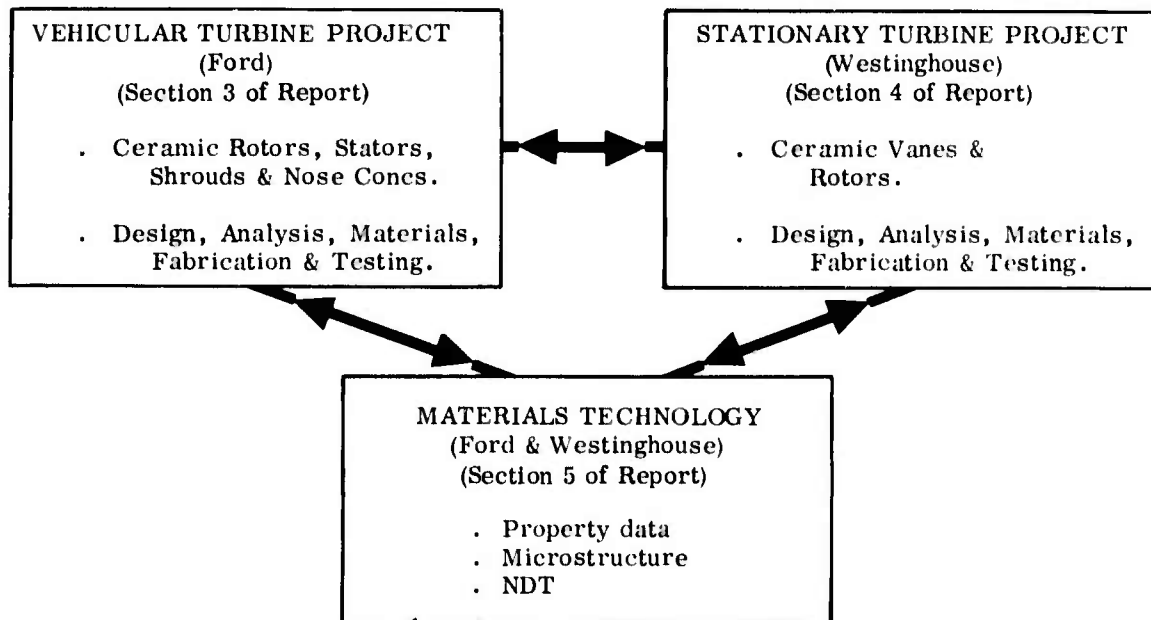 VEHICULAR TURBINE PROJECT
(Ford)
(Section 3 of Report)
. Ceramic Rotors, Stators,
Shrouds & Nose Concs.
. Design, Analysis, Materials,
Fabrication & Testing.
STATIONARY TURBINE PROJECT
(Westinghouse)
(Section 4 of Report)
. Ceramic Vanes &
Rotors.
. Design, Analysis, Materials,
Fabrication & Testing.
MATERIALS TECHNOLOGY
(Ford & Westinghouse)
(Section 5 of Report)
. Property data
. Microstructure
. NDT